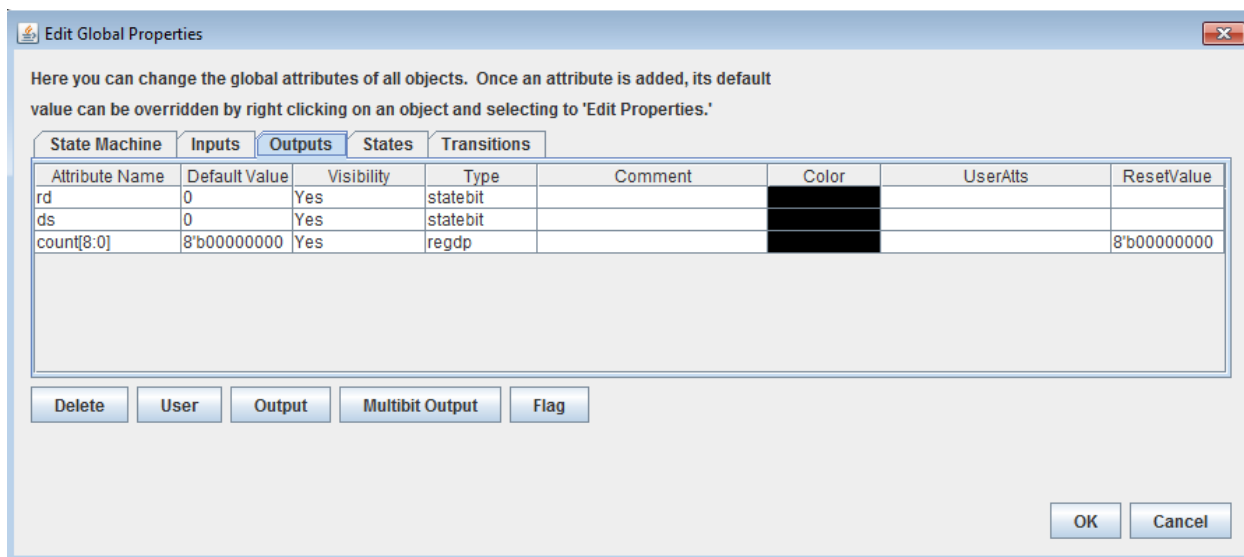 Edit Global Properties
Here you can change the global attributes of all objects. Once an attribute is added, its default
value can be overridden by right clicking on an object and selecting to 'Edit Properties.'
State Machine Inputs Outputs States Transitions
Attribute Name Default Value Visibility Type Comment Color UserAtts ResetValue
rd 0 Yes statebit
ds 0 Yes statebit
count[8:0] 8'b00000000 Yes regdp 8'b00000000
Delete User Output Multibit Output Flag
OK Cancel